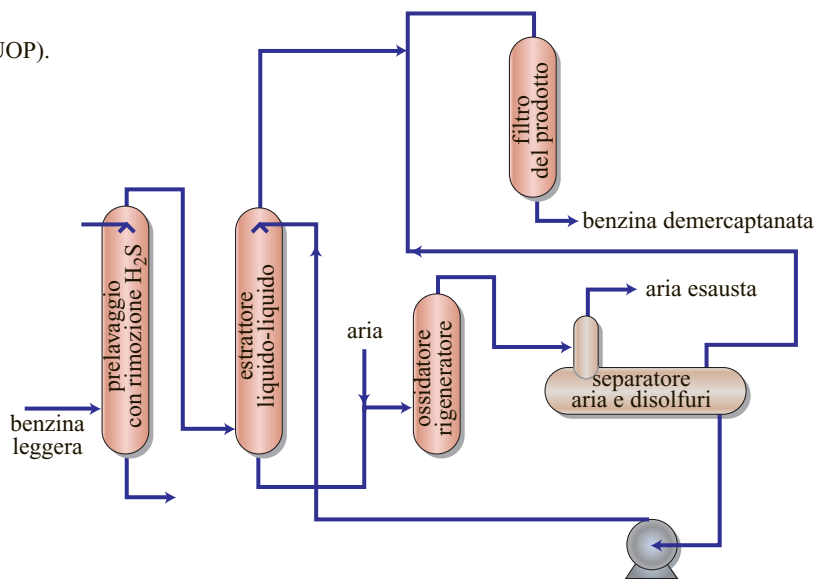 UOP).
filtro
del prodotto
benzina demercaptanata
prelavaggio
con rimozione H₂S
estrattore
liquido-liquido
aria
ossidatore
rigeneratore
aria esausta
separatore
aria e disolfuri
benzina
leggera